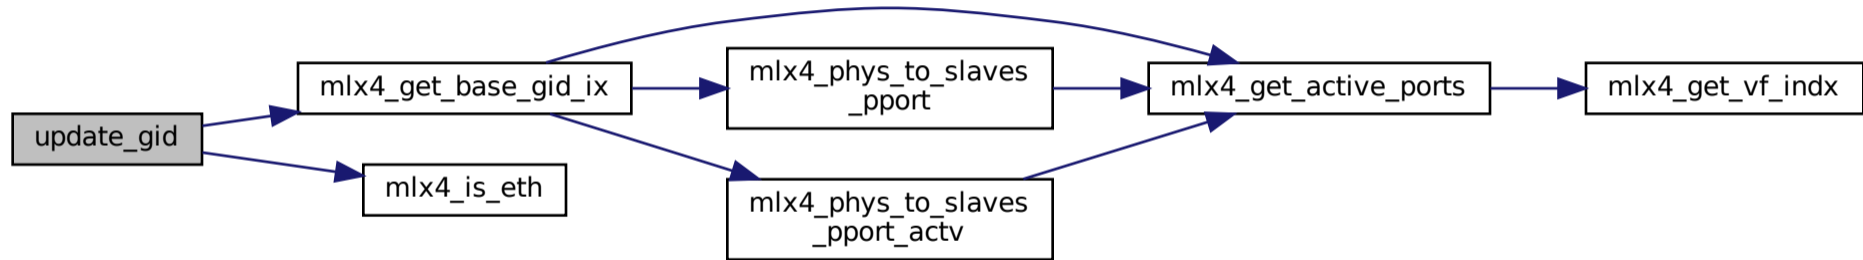 update_gid
mlx4_get_base_gid_ix
mlx4_is_eth
mlx4_phys_to_slaves
_pport
mlx4_phys_to_slaves
_pport_actv
mlx4_get_active_ports
mlx4_get_vf_indx